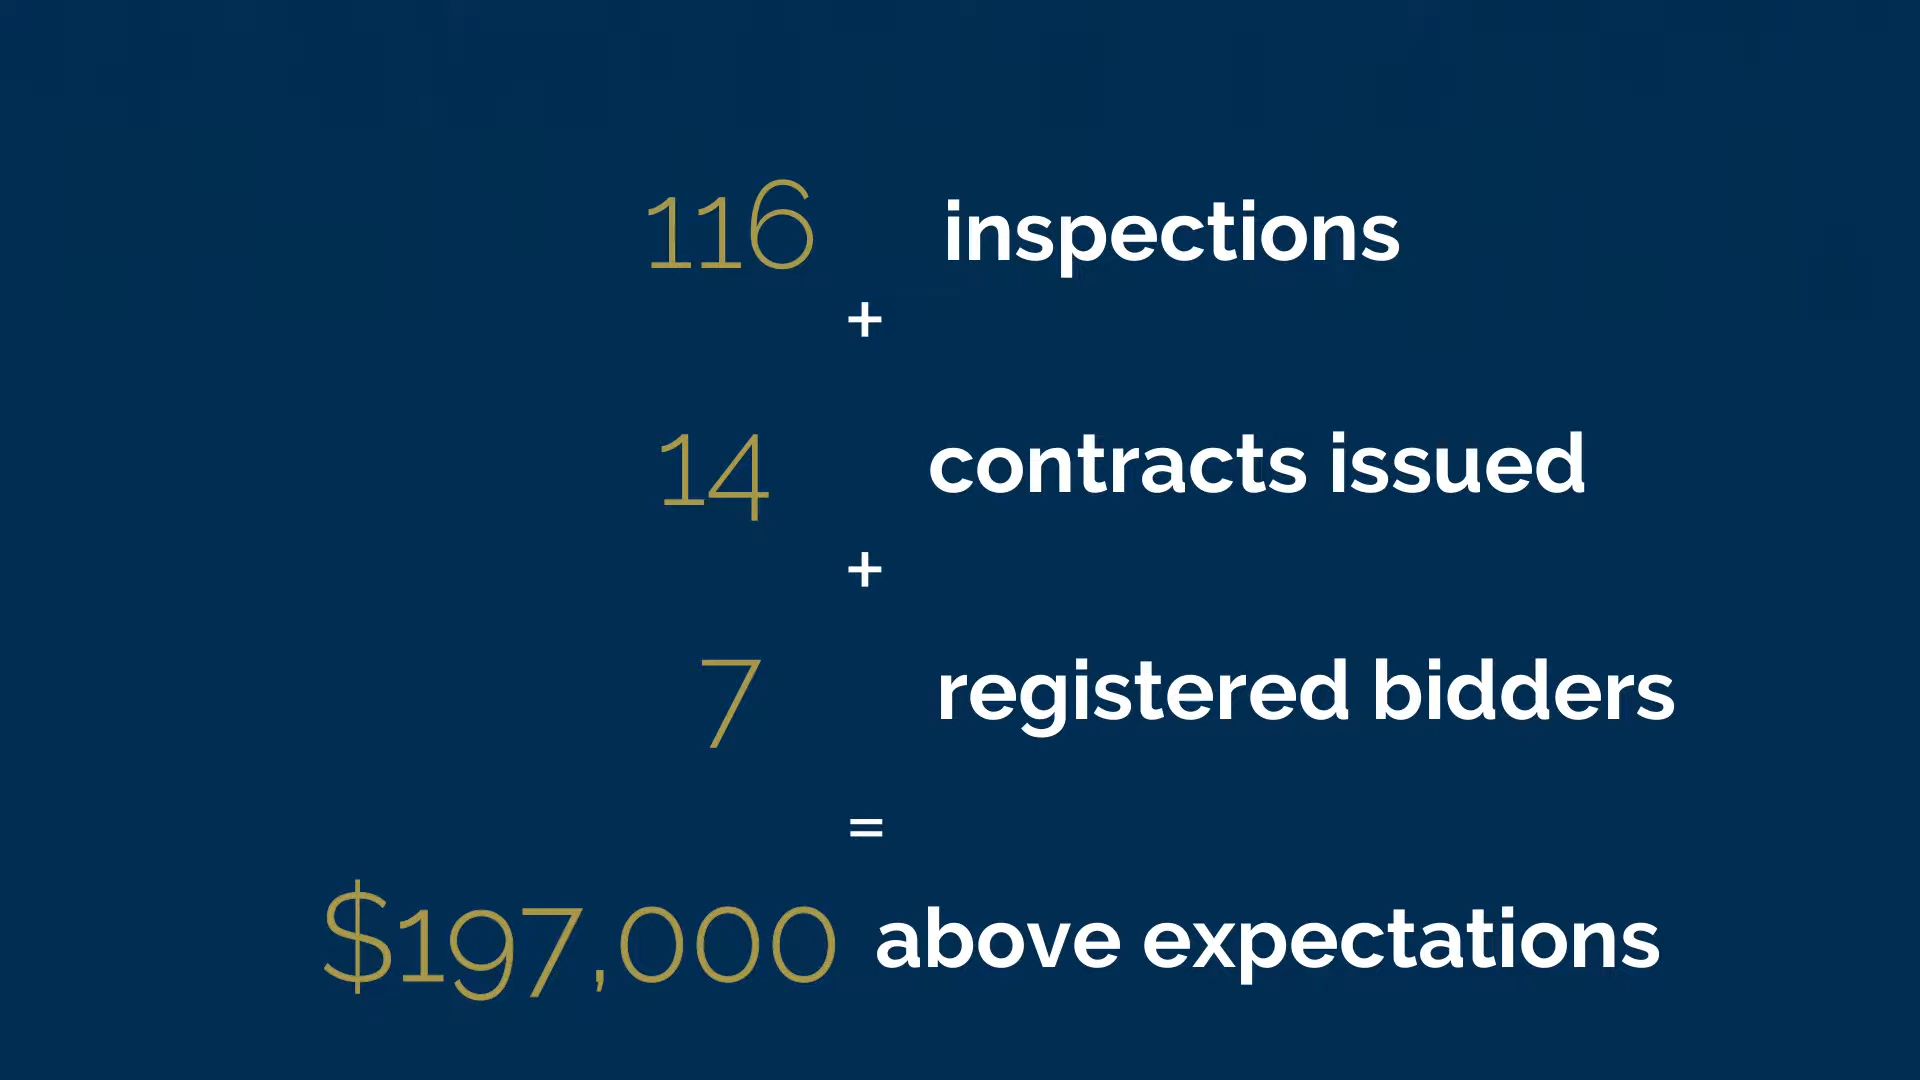 116 inspections
+
14 contracts issued
+
7 registered bidders
=
$197,000 above expectations